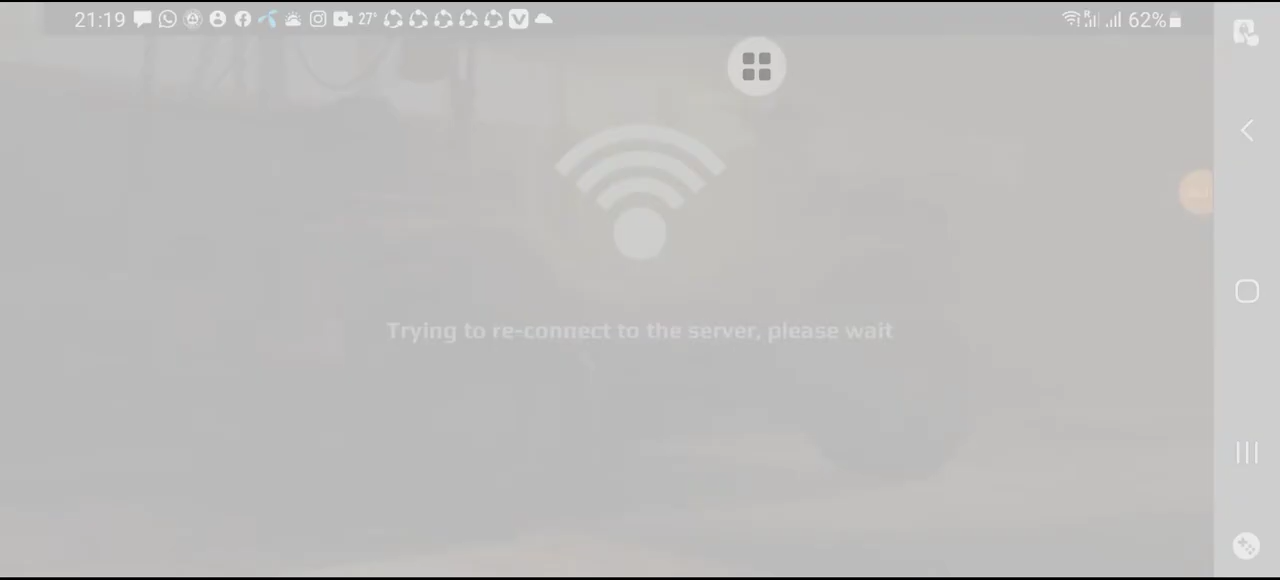 21:19
27°
62%
Trying to re-connect to the server, please wait